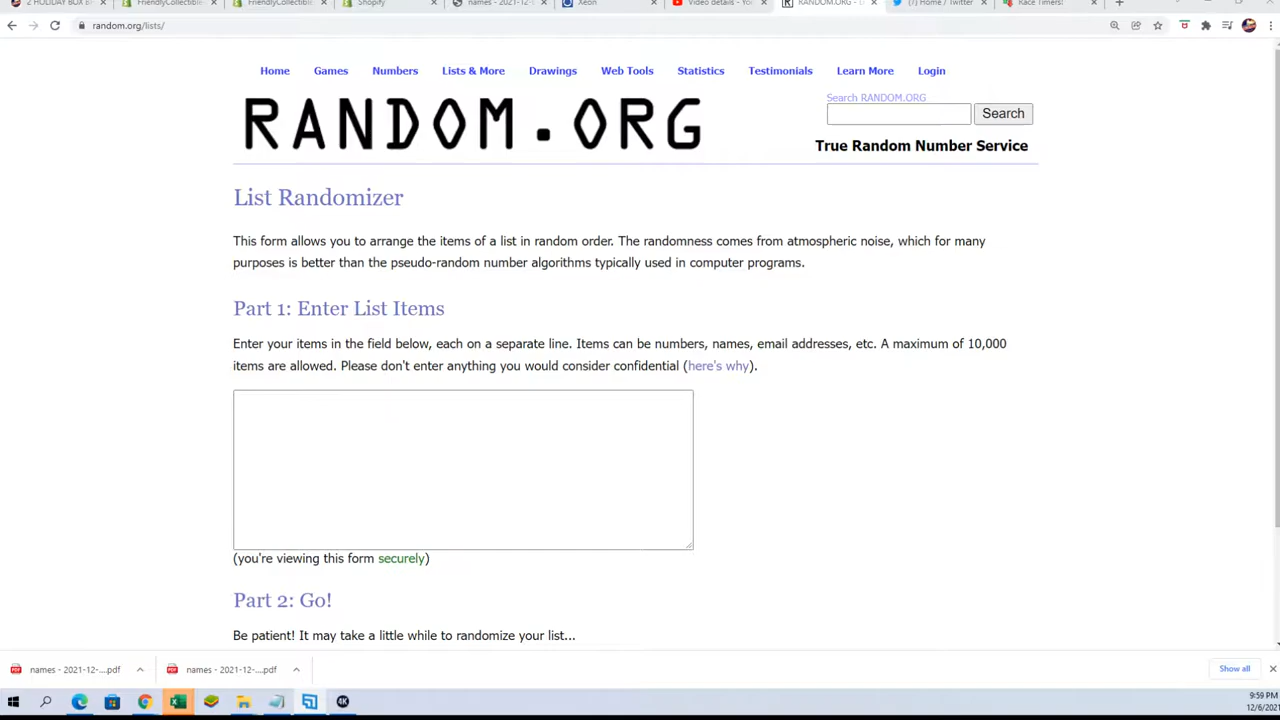 2 HOLIDAY BOX B
FriendlyCollectible
FriendlyCollectible
Shopify
names - 2021-12-
Xeon
Video details - Yo
RANDOM.ORG - L
(1) Home / Twitter
Race Timers!
random.org/lists/
Home Games Numbers Lists & More Drawings Web Tools Statistics Testimonials Learn More Login
RANDOM.ORG
Search RANDOM.ORG
Search
True Random Number Service
List Randomizer
This form allows you to arrange the items of a list in random order. The randomness comes from atmospheric noise, which for many
purposes is better than the pseudo-random number algorithms typically used in computer programs.
Part 1: Enter List Items
Enter your items in the field below, each on a separate line. Items can be numbers, names, email addresses, etc. A maximum of 10,000
items are allowed. Please don't enter anything you would consider confidential (here's why).
(you're viewing this form securely)
Part 2: Go!
Be patient! It may take a little while to randomize your list...
names - 2021-12-....pdf
names - 2021-12-....pdf
Show all
4K
9:59 PM
12/6/2021